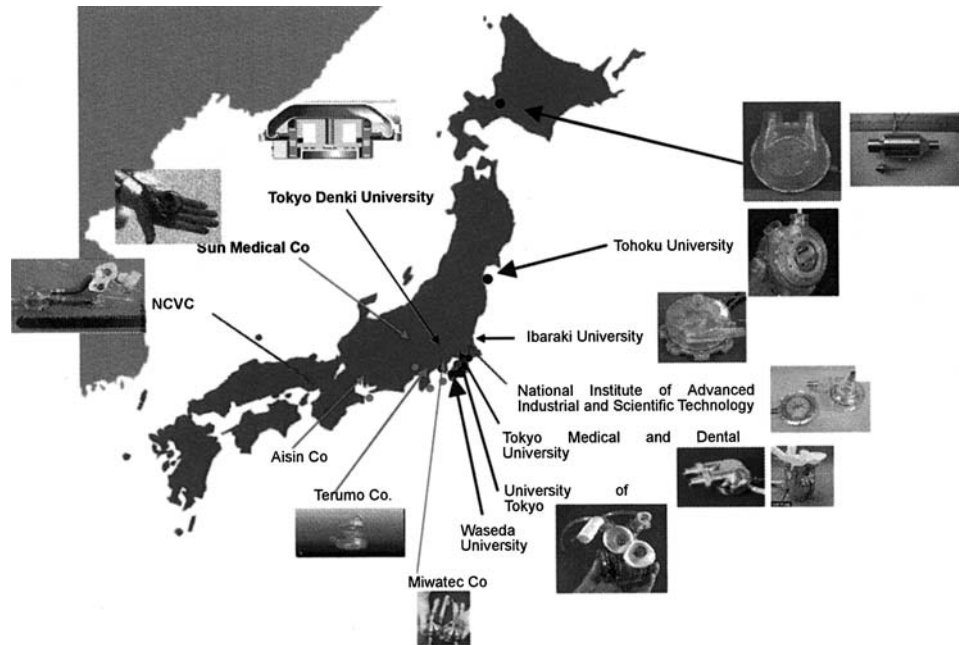 Tokyo Denki University
Sun Medical Co
NCVC
Tohoku University
Ibaraki University
National Institute of Advanced
Industrial and Scientific Technology
Aisin Co
Tokyo Medical and Dental
University
Terumo Co.
University of
Tokyo
Waseda
University
Miwatec Co